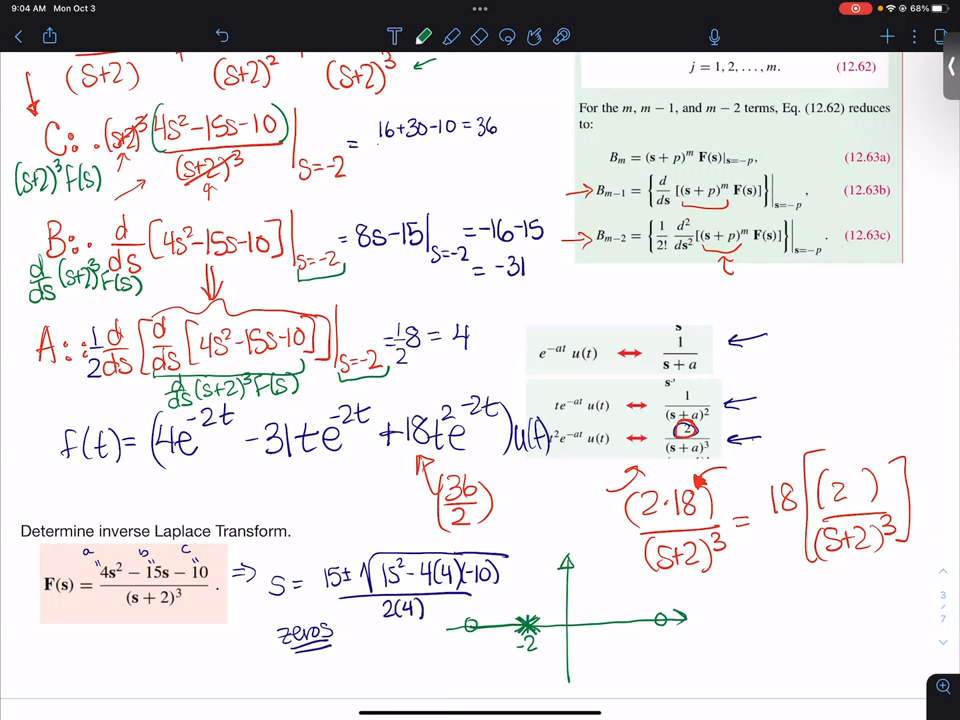 9:04 AM Mon Oct 3
68%
(s+2) (s+2)² (s+2)³
C: (s+2)³ (4s²-15s-10) / (s+2)³ |s=-2 = 16+30-10=36
(s+2)³F(s)
B: d/ds [4s²-15s-10] |s=-2 = 8s-15 |s=-2 = -16-15
= -31
d/ds (s+2)³F(s)
A: 1/2 d/ds [d/ds [4s²-15s-10]] |s=-2 = 1/2 8 = 4
d/ds (s+2)³F(s)
f(t) = (4e^-2t -31te^-2t +18t²e^-2t)u(t)
(36/2)
j = 1, 2, . . . , m. (12.62)
For the m, m − 1, and m − 2 terms, Eq. (12.62) reduces
to:
Bm = (s + p)^m F(s)|s=−p, (12.63a)
Bm−1 = {d/ds [(s + p)^m F(s)]}|s=−p , (12.63b)
Bm−2 = {1/2! d²/ds² [(s + p)^m F(s)]}|s=−p . (12.63c)
e^−at u(t) ↔ 1/(s + a)
te^−at u(t) ↔ 1/(s + a)²
t²e^−at u(t) ↔ 2/(s + a)³
(2·18)/(s+2)³ = 18[(2 )/(s+2)³]
Determine inverse Laplace Transform.
a b c
F(s) = (4s² − 15s − 10)/(s + 2)³ . ⇒ s = (15±√(15²-4(4)(-10)))/2(4)
zeros
-2
3
/
7